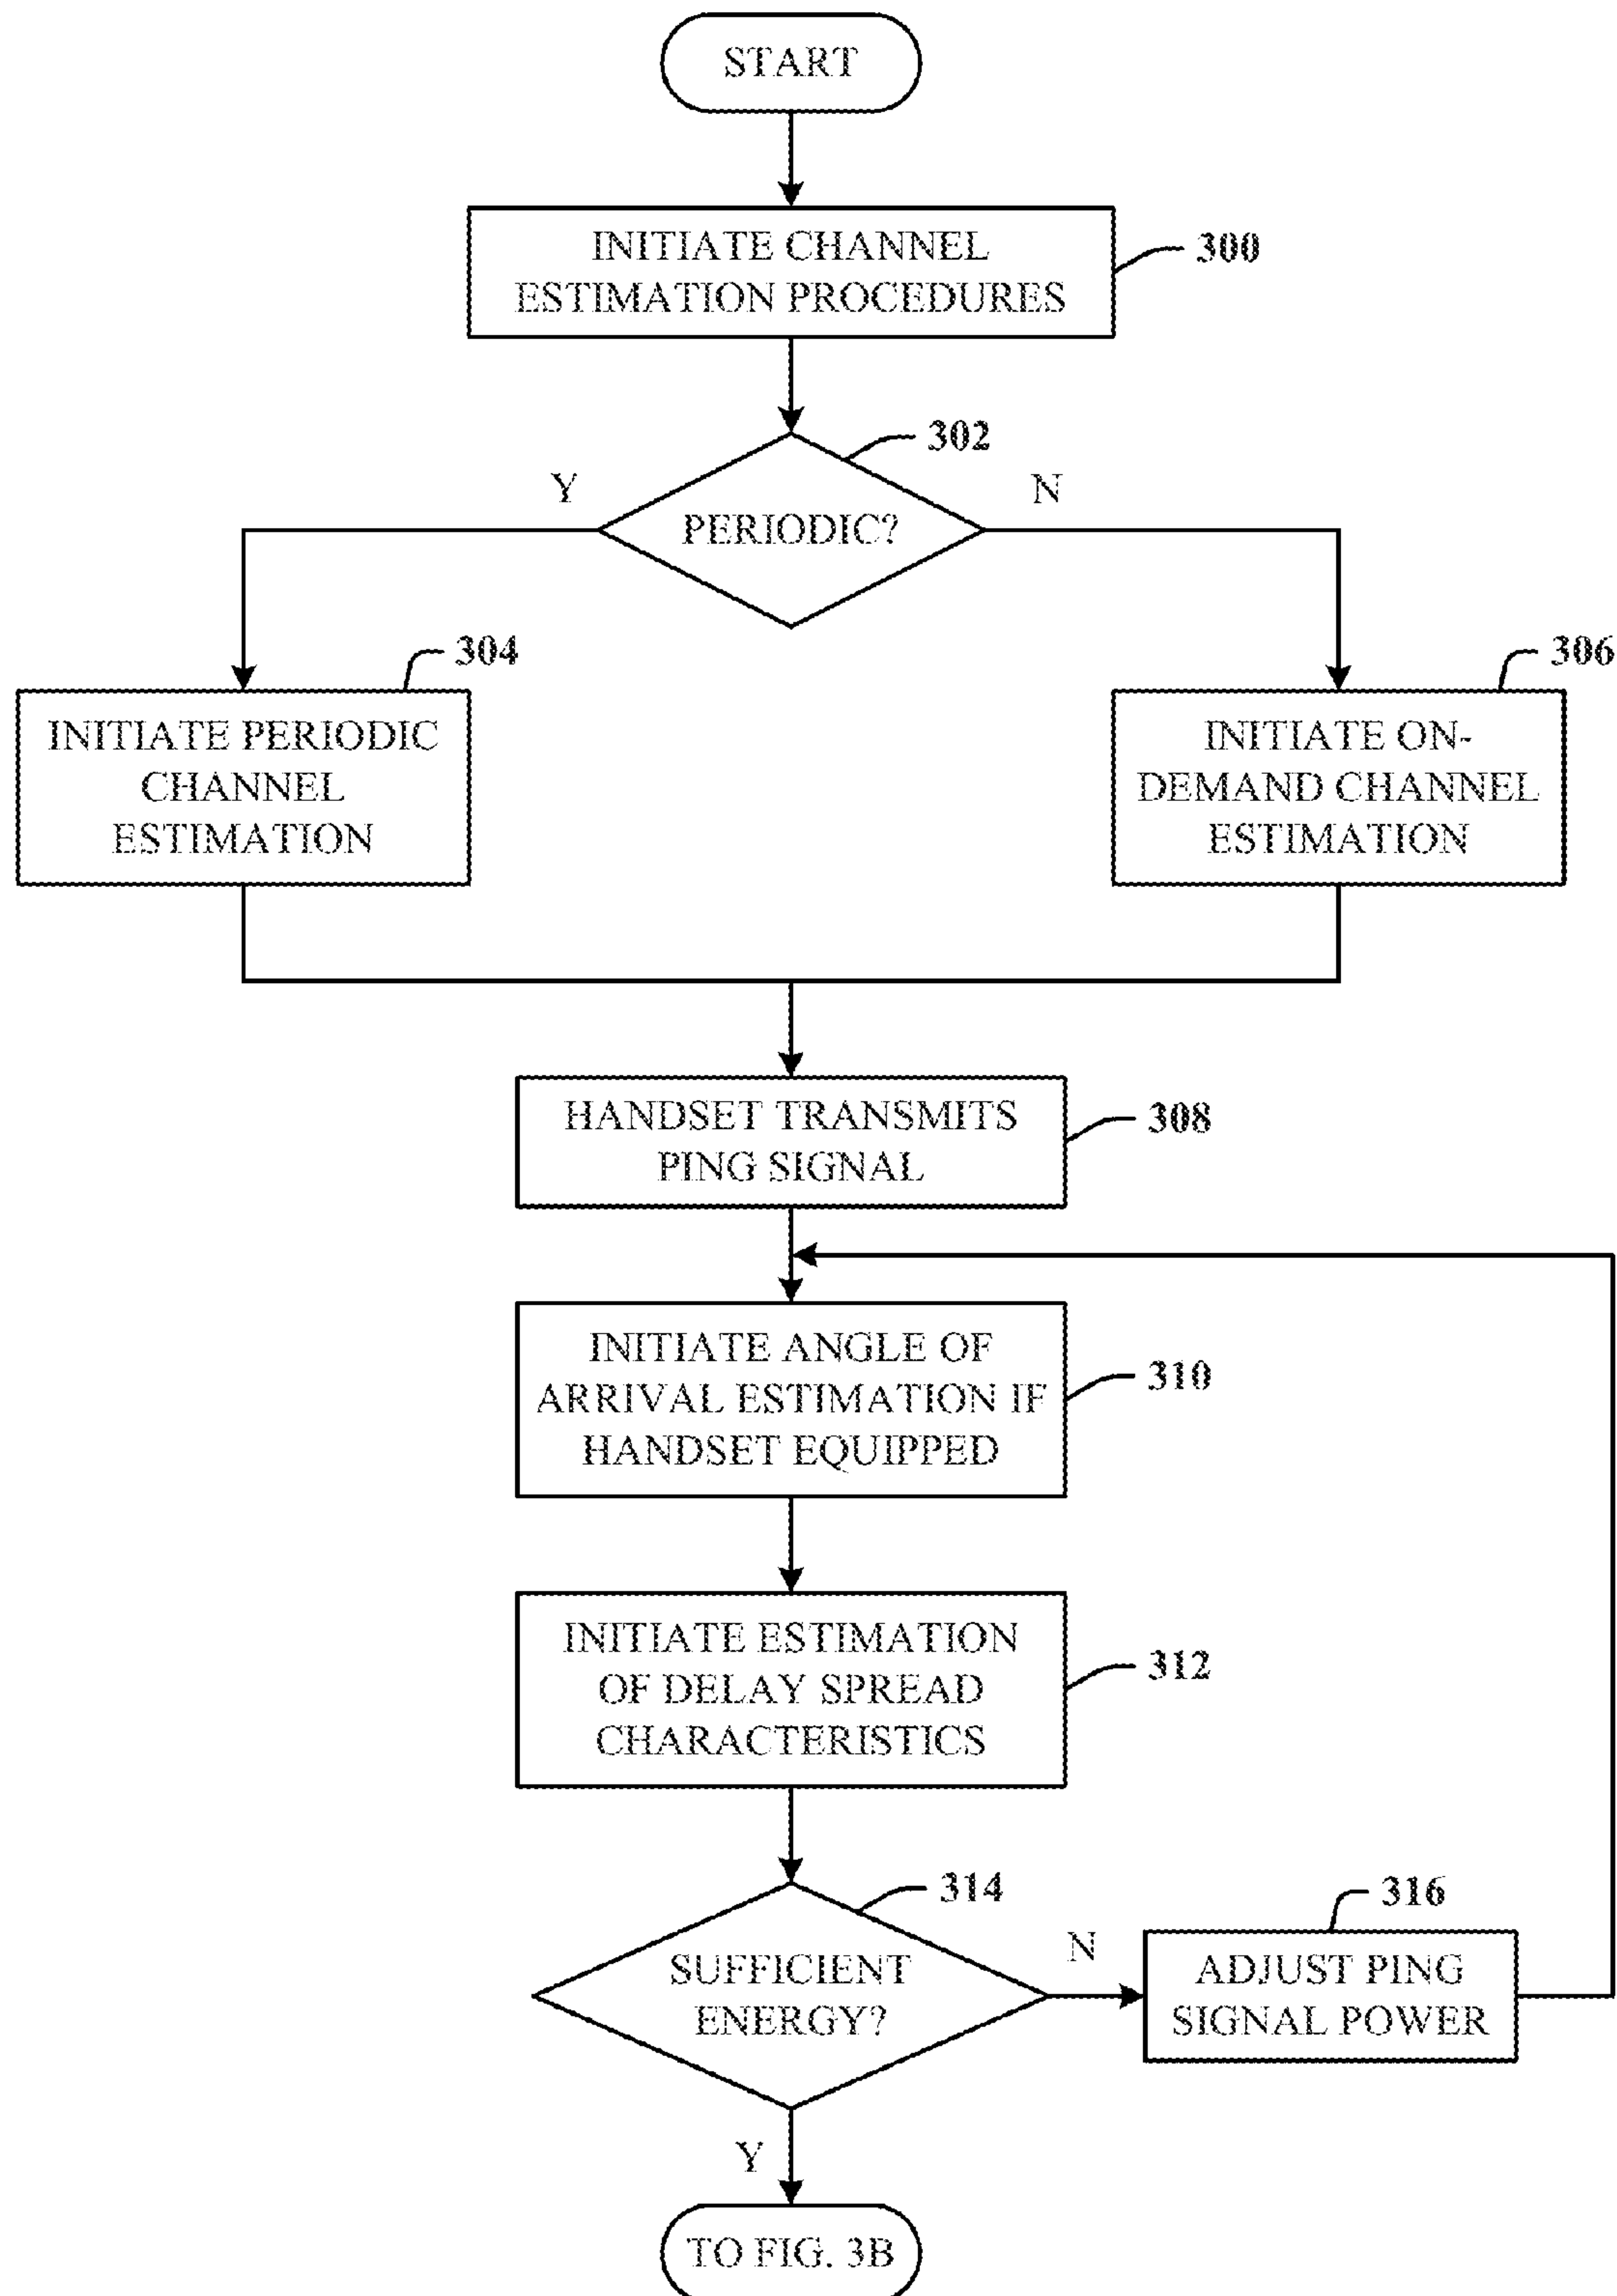 START
INITIATE CHANNEL
ESTIMATION PROCEDURES
300
302
Y
N
PERIODIC?
304
306
INITIATE PERIODIC
CHANNEL
ESTIMATION
INITIATE ON-
DEMAND CHANNEL
ESTIMATION
HANDSET TRANSMITS
PING SIGNAL
308
INITIATE ANGLE OF
ARRIVAL ESTIMATION IF
HANDSET EQUIPPED
310
INITIATE ESTIMATION
OF DELAY SPREAD
CHARACTERISTICS
312
314
316
SUFFICIENT
ENERGY?
N
ADJUST PING
SIGNAL POWER
Y
TO FIG. 3B